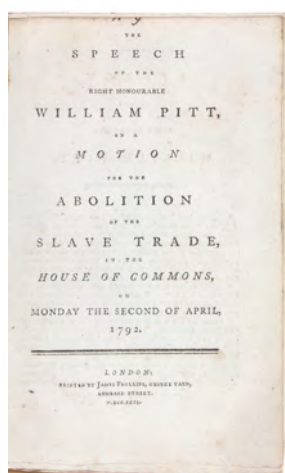 THE
SPEECH
OF THE
RIGHT HONOURABLE
WILLIAM PITT,
ON A
MOTION
FOR THE
ABOLITION
OF THE
SLAVE TRADE,
IN THE
HOUSE OF COMMONS,
ON
MONDAY THE SECOND OF APRIL,
1792.
LONDON:
PRINTED BY JAMES PHILLIPS, GEORGE YARD,
LOMBARD STREET.